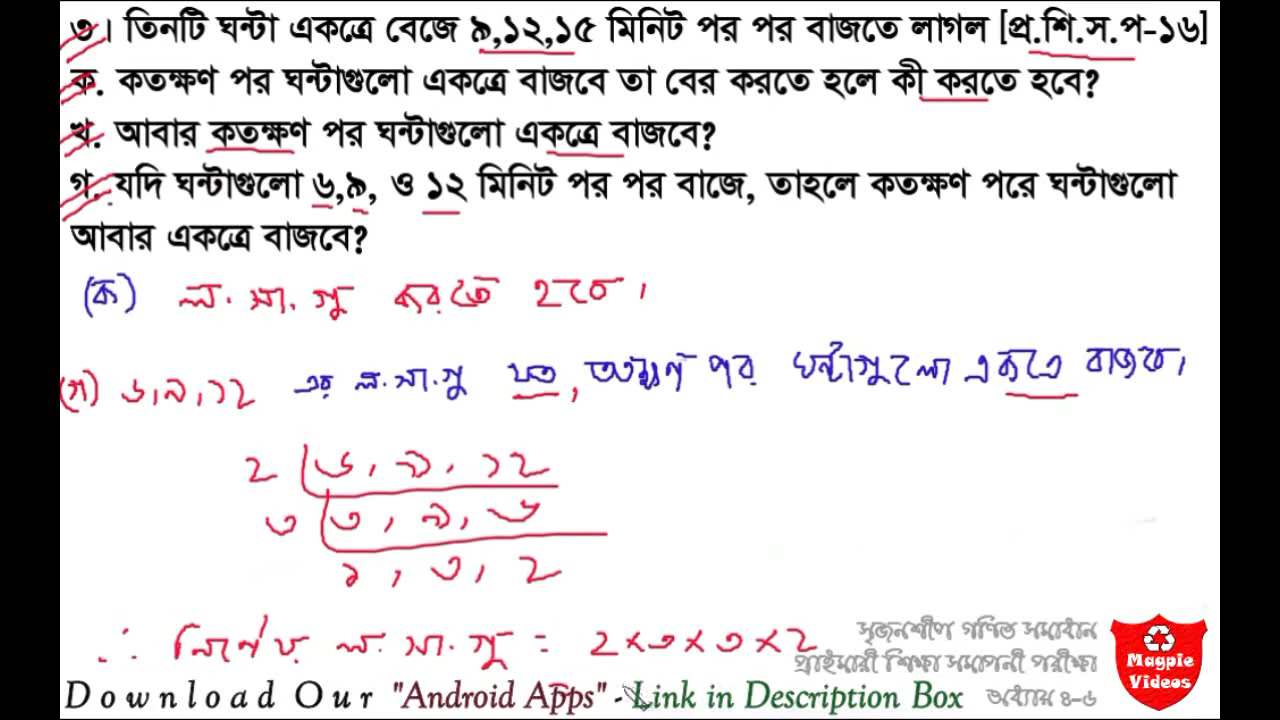 ৩। তিনটি ঘন্টা একত্রে বেজে ৯,১২,১৫ মিনিট পর পর বাজতে লাগল [প্র.শি.স.প-১৬]
ক. কতক্ষণ পর ঘন্টাগুলো একত্রে বাজবে তা বের করতে হলে কী করতে হবে?
খ. আবার কতক্ষণ পর ঘন্টাগুলো একত্রে বাজবে?
গ. যদি ঘন্টাগুলো ৬,৯, ও ১২ মিনিট পর পর বাজে, তাহলে কতক্ষণ পরে ঘন্টাগুলো
আবার একত্রে বাজবে?
(ক) ল. সা. গু করতে হবে।
(গ) ৬,৯,১২ এর ল.সা.গু যত, ততক্ষণ পর ঘন্টাগুলো একত্রে বাজবে।
২ ৬, ৯, ১২
৩ ৩, ৯, ৬
১, ৩, ২
∴ নির্ণেয় ল. সা. গু = ২×৩×৩×২
সৃজনশীল গণিত সমাধান
প্রাইমারী শিক্ষা সমাপনী পরীক্ষা
অধ্যায় ৪-৬
Magpie
Videos
Download Our "Android Apps" - Link in Description Box